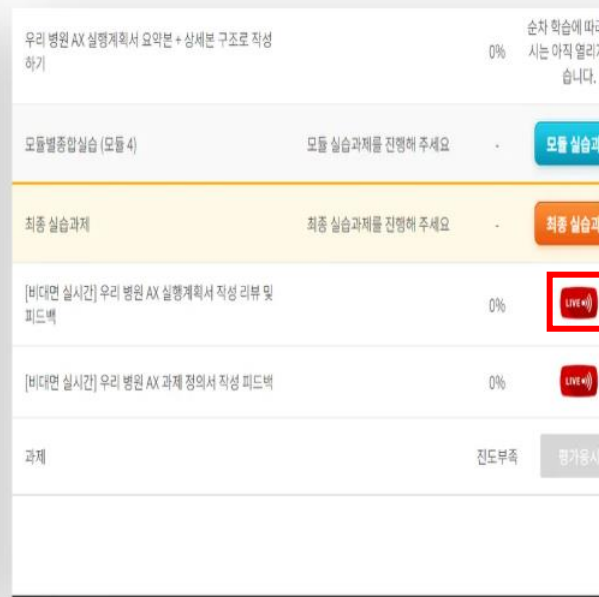 우리 병원 AX 실행계획서 요약본 + 상세본 구조로 작성
하기
0%
순차 학습에 따라
시는 아직 열리지
습니다.
모듈별종합실습 (모듈 4)
모듈 실습과제를 진행해 주세요
-
모듈 실습과
최종 실습과제
최종 실습과제를 진행해 주세요
-
최종 실습과
[비대면 실시간] 우리 병원 AX 실행계획서 작성 리뷰 및
피드백
0%
LIVE
[비대면 실시간] 우리 병원 AX 과제 정의서 작성 피드백
0%
LIVE
과제
진도부족
평가응시